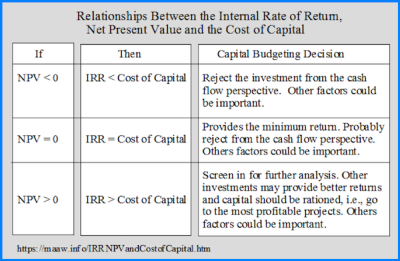 Relationships Between the Internal Rate of Return,
Net Present Value and the Cost of Capital
If
Then
Capital Budgeting Decision
NPV < 0
IRR < Cost of Capital
Reject the investment from the cash
flow perspective. Other factors could
be important.
NPV = 0
IRR = Cost of Capital
Provides the minimum return. Probably
reject from the cash flow perspective.
Others factors could be important.
NPV > 0
IRR > Cost of Capital
Screen in for further analysis. Other
investments may provide better returns
and capital should be rationed, i.e., go
to the most profitable projects. Others
factors could be important.
https://maaw.info/IRRNPVandCostofCapital.htm